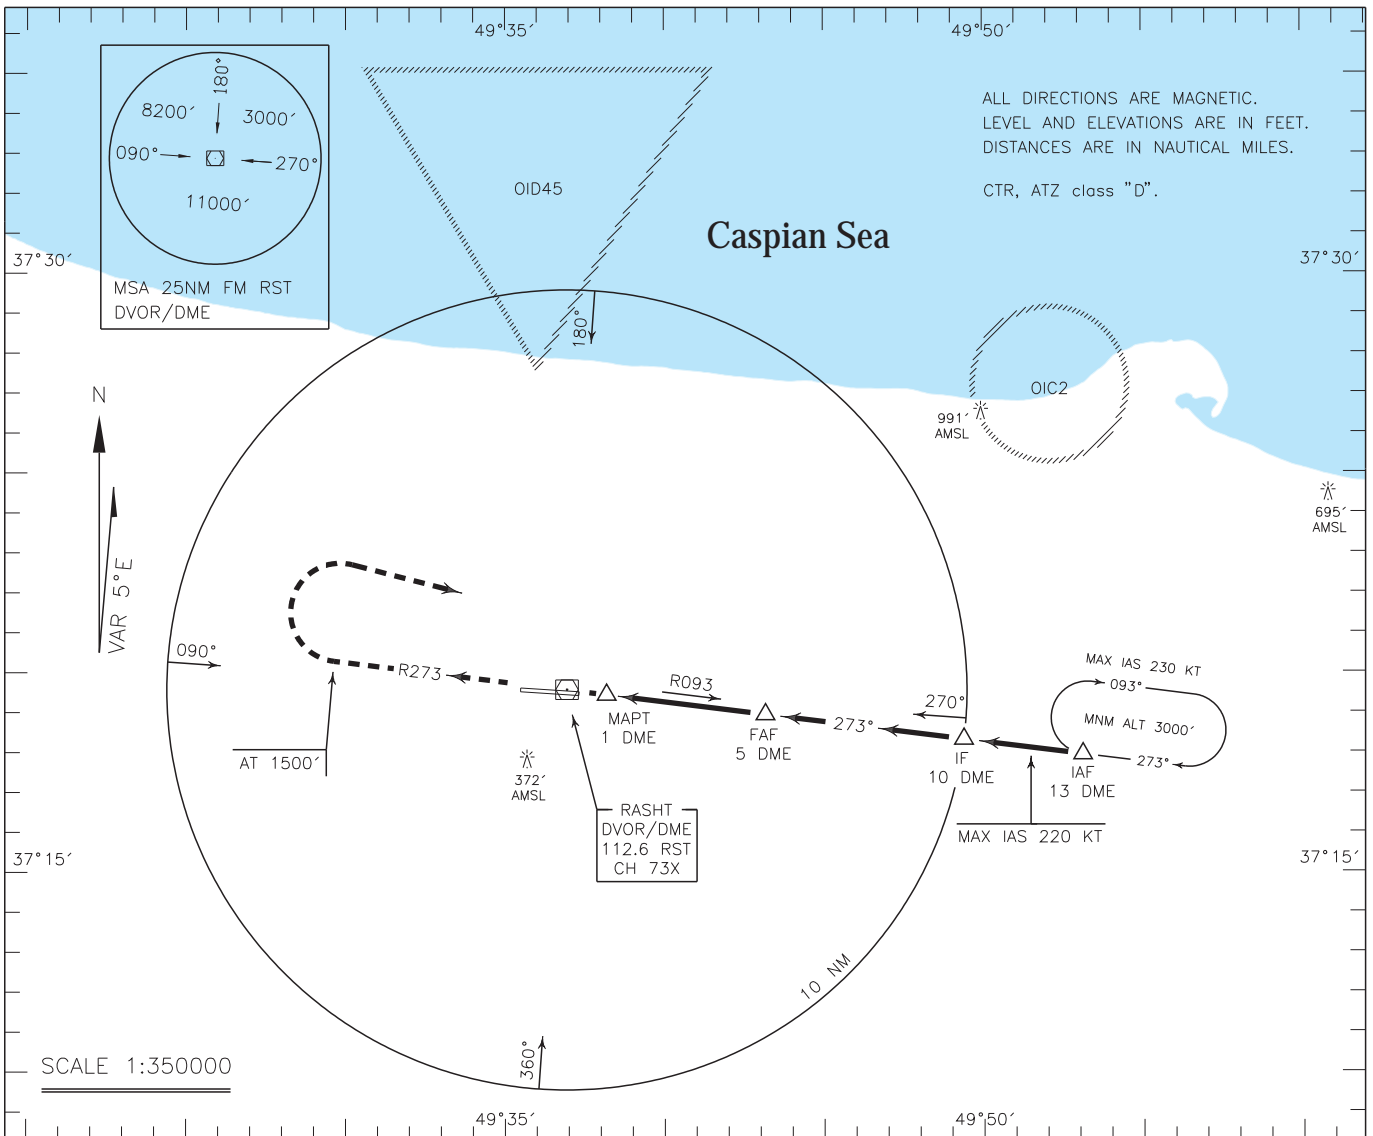 49°35´
49°50´
180°
8200´
3000´
090°
270°
11000´
MSA 25NM FM RST
DVOR/DME
ALL DIRECTIONS ARE MAGNETIC.
LEVEL AND ELEVATIONS ARE IN FEET.
DISTANCES ARE IN NAUTICAL MILES.
CTR, ATZ class "D".
OID45
Caspian Sea
37°30´
37°30´
180°
OIC2
991´
AMSL
N
VAR 5°E
695´
AMSL
090°
R273
R093
MAPT
1 DME
FAF
5 DME
273°
270°
IF
10 DME
IAF
13 DME
MAX IAS 230 KT
093°
MNM ALT 3000´
273°
AT 1500´
372´
AMSL
RASHT
DVOR/DME
112.6 RST
CH 73X
MAX IAS 220 KT
37°15´
37°15´
10 NM
360°
SCALE 1:350000
49°35´
49°50´